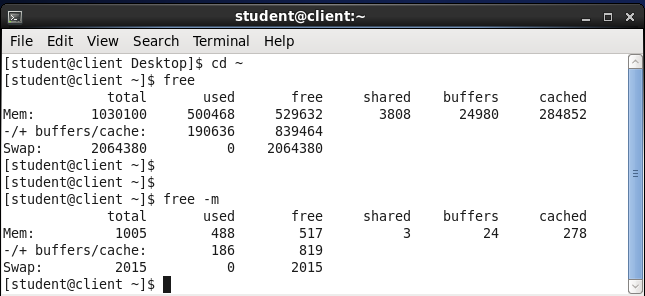 student@client:~
File Edit View Search Terminal Help
[student@client Desktop]$ cd ~
[student@client ~]$ free
total used free shared buffers cached
Mem: 1030100 500468 529632 3808 24980 284852
-/+ buffers/cache: 190636 839464
Swap: 2064380 0 2064380
[student@client ~]$
[student@client ~]$
[student@client ~]$ free -m
total used free shared buffers cached
Mem: 1005 488 517 3 24 278
-/+ buffers/cache: 186 819
Swap: 2015 0 2015
[student@client ~]$